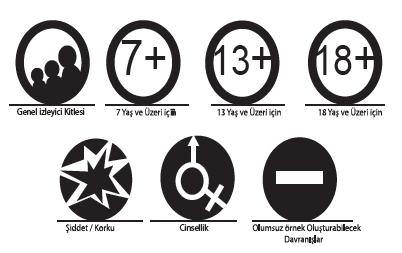 7+
13+
18+
Genel izleyici Kitlesi
7 Yaş ve Üzeri için
13 Yaş ve Üzeri için
18 Yaş ve Üzeri için
Şiddet / Korku
Cinsellik
Olumsuz örnek Oluşturabilecek
Davranışlar